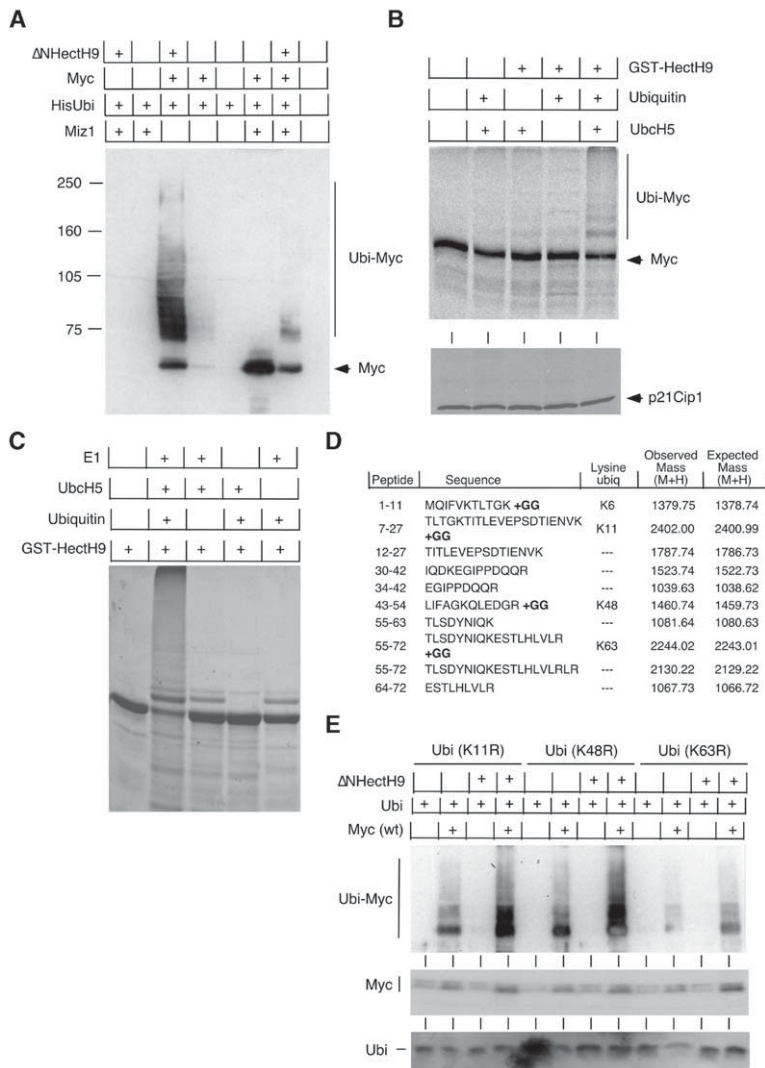 A
ΔNHectH9 + + +
Myc + + + +
HisUbi + + + + + + +
Miz1 + + + +
250
160
105
75
Ubi-Myc
Myc
B
GST-HectH9 + + +
Ubiquitin + + +
UbcH5 + + +
Ubi-Myc
Myc
p21Cip1
C
E1 + + +
UbcH5 + + +
Ubiquitin + + +
GST-HectH9 + + + + +
D
Peptide Sequence Lysine ubiq Observed Mass (M+H) Expected Mass (M+H)
1-11 MQIFVKTLTGK +GG K6 1379.75 1378.74
7-27 TLTGKTITLEVEPSDTIENVK +GG K11 2402.00 2400.99
12-27 TITLEVEPSDTIENVK --- 1787.74 1786.73
30-42 IQDKEGIPPDQQR --- 1523.74 1522.73
34-42 EGIPPDQQR --- 1039.63 1038.62
43-54 LIFAGKQLEDGR +GG K48 1460.74 1459.73
55-63 TLSDYNIQK --- 1081.64 1080.63
55-72 TLSDYNIQKESTLHLVLR +GG K63 2244.02 2243.01
55-72 TLSDYNIQKESTLHLVLRLR --- 2130.22 2129.22
64-72 ESTLHLVLR --- 1067.73 1066.72
E
Ubi (K11R) Ubi (K48R) Ubi (K63R)
ΔNHectH9 + + + + + +
Ubi + + + + + + + + + + + +
Myc (wt) + + + + + +
Ubi-Myc
Myc
Ubi